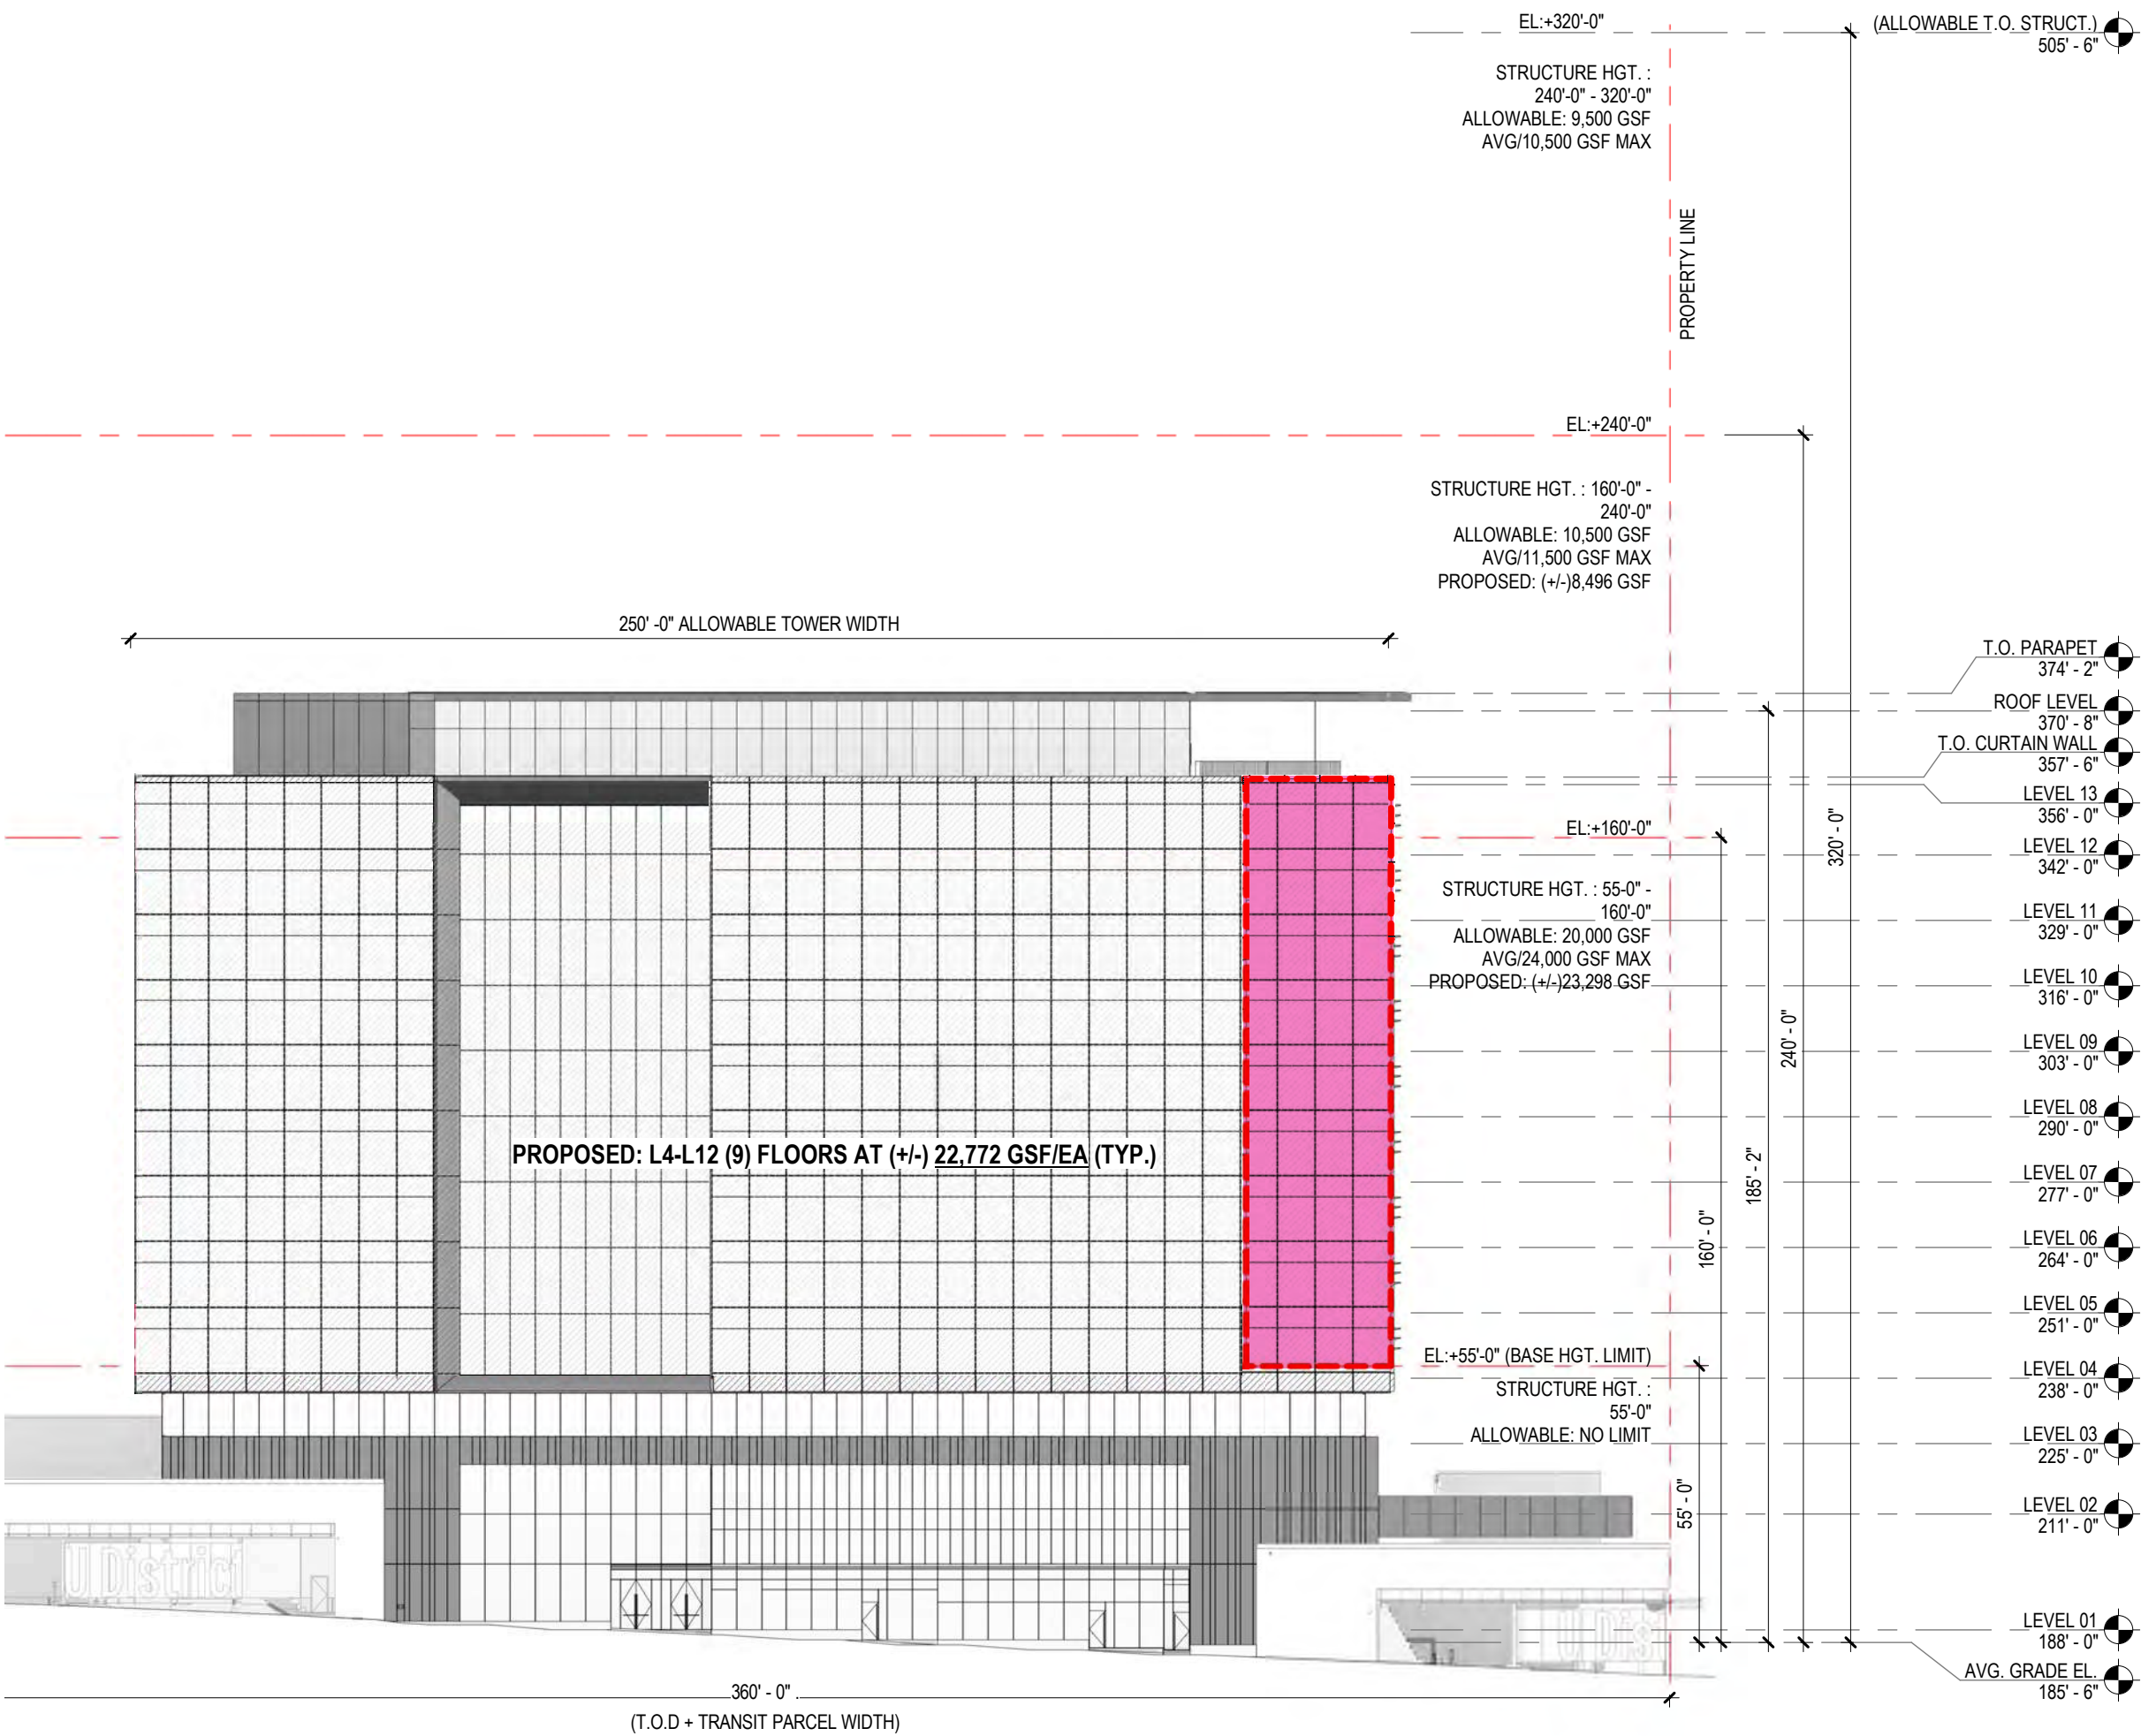 EL:+320'-0"
(ALLOWABLE T.O. STRUCT.)
505' - 6"
STRUCTURE HGT. :
240'-0" - 320'-0"
ALLOWABLE: 9,500 GSF
AVG/10,500 GSF MAX
PROPERTY LINE
EL:+240'-0"
STRUCTURE HGT. : 160'-0" -
240'-0"
ALLOWABLE: 10,500 GSF
AVG/11,500 GSF MAX
PROPOSED: (+/-)8,496 GSF
250' -0" ALLOWABLE TOWER WIDTH
T.O. PARAPET
374' - 2"
ROOF LEVEL
370' - 8"
T.O. CURTAIN WALL
357' - 6"
LEVEL 13
356' - 0"
EL:+160'-0"
320' - 0"
LEVEL 12
342' - 0"
STRUCTURE HGT. : 55-0" -
160'-0"
ALLOWABLE: 20,000 GSF
AVG/24,000 GSF MAX
PROPOSED: (+/-)23,298 GSF
LEVEL 11
329' - 0"
LEVEL 10
316' - 0"
240' - 0"
LEVEL 09
303' - 0"
LEVEL 08
290' - 0"
PROPOSED: L4-L12 (9) FLOORS AT (+/-) 22,772 GSF/EA (TYP.)
185' - 2"
LEVEL 07
277' - 0"
160' - 0"
LEVEL 06
264' - 0"
LEVEL 05
251' - 0"
EL:+55'-0" (BASE HGT. LIMIT)
STRUCTURE HGT. :
55'-0"
ALLOWABLE: NO LIMIT
LEVEL 04
238' - 0"
LEVEL 03
225' - 0"
55' - 0"
LEVEL 02
211' - 0"
U District
U Dist
LEVEL 01
188' - 0"
AVG. GRADE EL.
185' - 6"
360' - 0"
(T.O.D + TRANSIT PARCEL WIDTH)